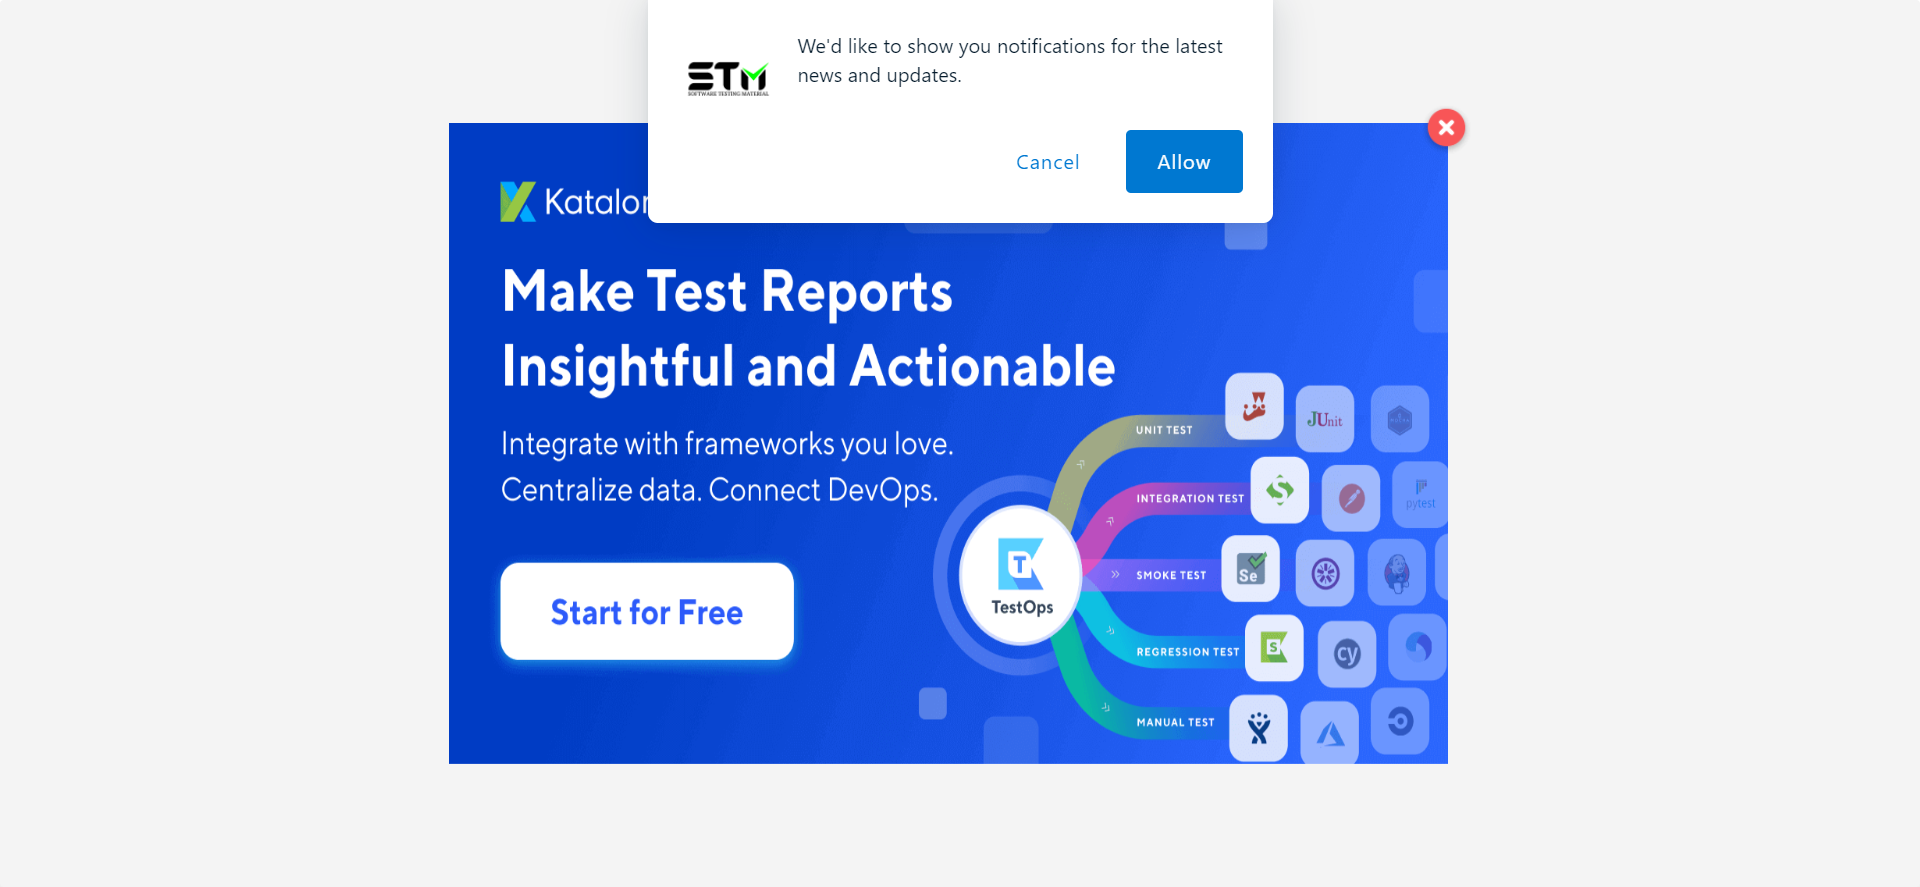 We'd like to show you notifications for the latest
news and updates.
STM
SOFTWARE TESTING MATERIAL
Cancel
Allow
Make Test Reports
Insightful and Actionable
Integrate with frameworks you love.
Centralize data. Connect DevOps.
Start for Free
TestOps
UNIT TEST
JUnit
INTEGRATION TEST
pytest
SMOKE TEST
Se
REGRESSION TEST
S
cy
MANUAL TEST